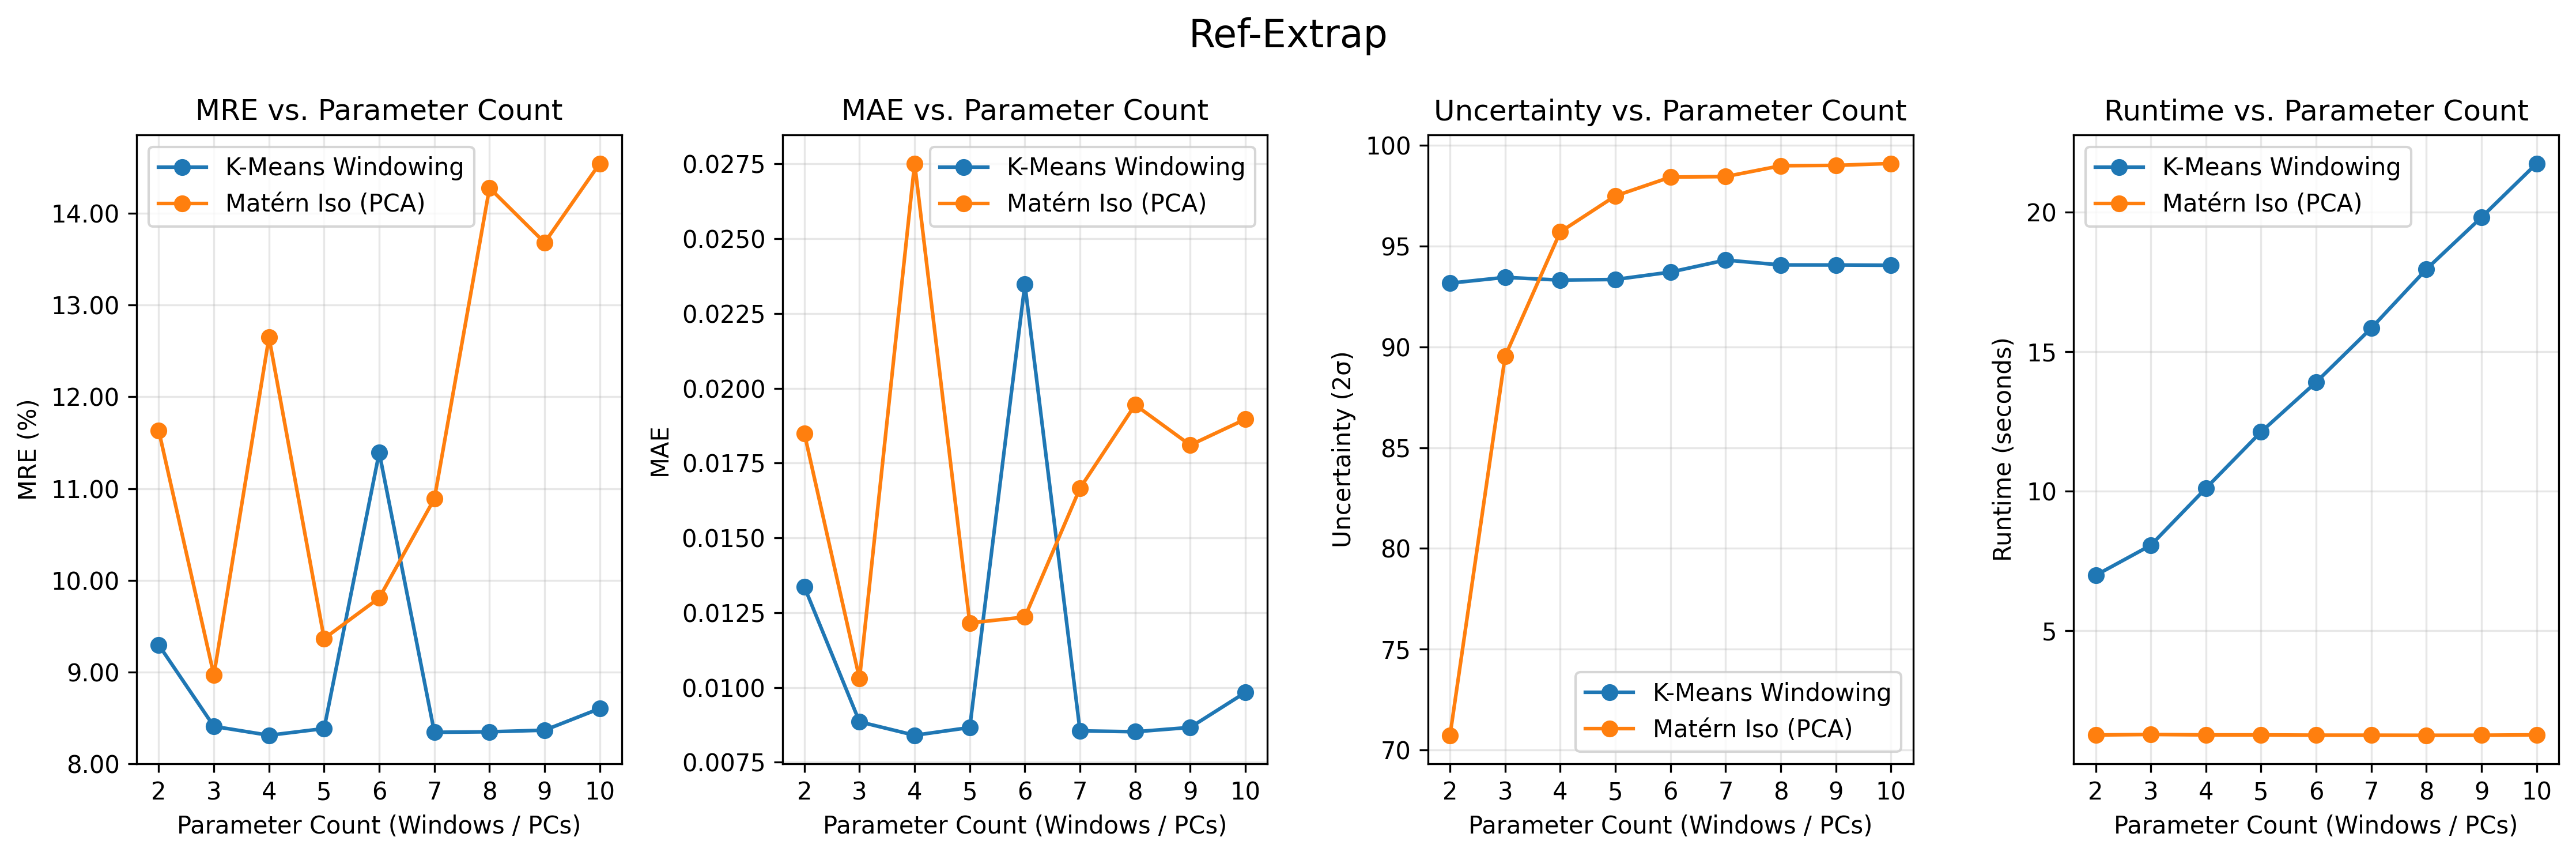 Ref-Extrap
MRE vs. Parameter Count
K-Means Windowing
Matérn Iso (PCA)
14.00
13.00
12.00
11.00
10.00
9.00
8.00
MRE (%)
2 3 4 5 6 7 8 9 10
Parameter Count (Windows / PCs)
MAE vs. Parameter Count
K-Means Windowing
Matérn Iso (PCA)
0.0275
0.0250
0.0225
0.0200
0.0175
0.0150
0.0125
0.0100
0.0075
MAE
2 3 4 5 6 7 8 9 10
Parameter Count (Windows / PCs)
Uncertainty vs. Parameter Count
100
95
90
85
80
75
70
Uncertainty (2σ)
K-Means Windowing
Matérn Iso (PCA)
2 3 4 5 6 7 8 9 10
Parameter Count (Windows / PCs)
Runtime vs. Parameter Count
K-Means Windowing
Matérn Iso (PCA)
20
15
10
5
Runtime (seconds)
2 3 4 5 6 7 8 9 10
Parameter Count (Windows / PCs)